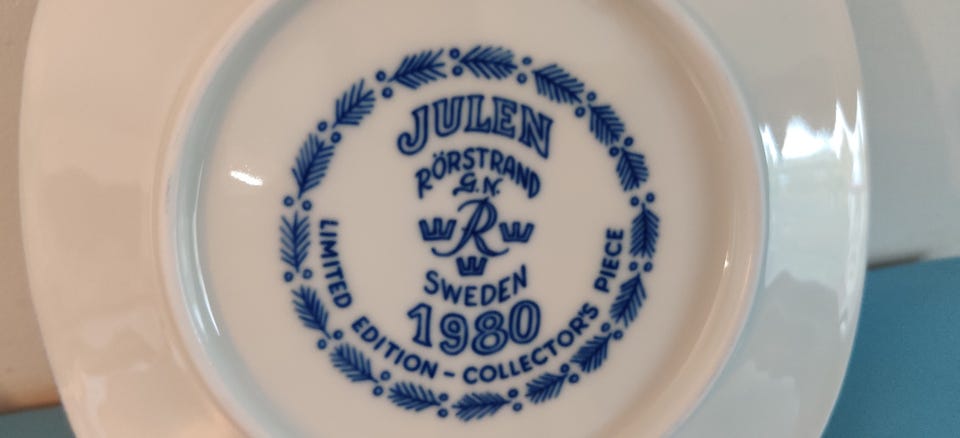 JULEN
RÖRSTRAND
G.N.
R
SWEDEN
1980
LIMITED EDITION - COLLECTOR'S PIECE